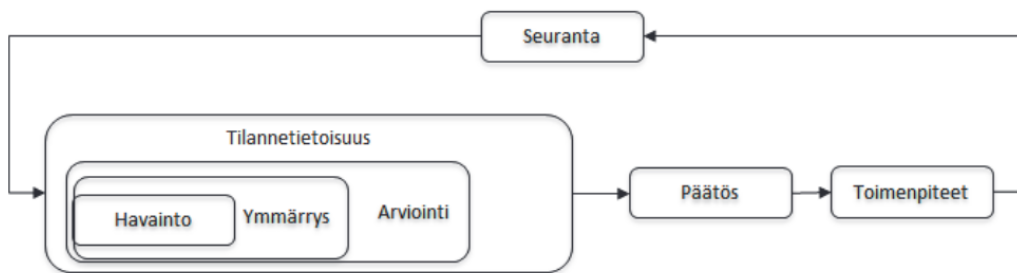 Seuranta
Tilannetietoisuus
Havainto
Ymmärrys
Arviointi
Päätös
Toimenpiteet